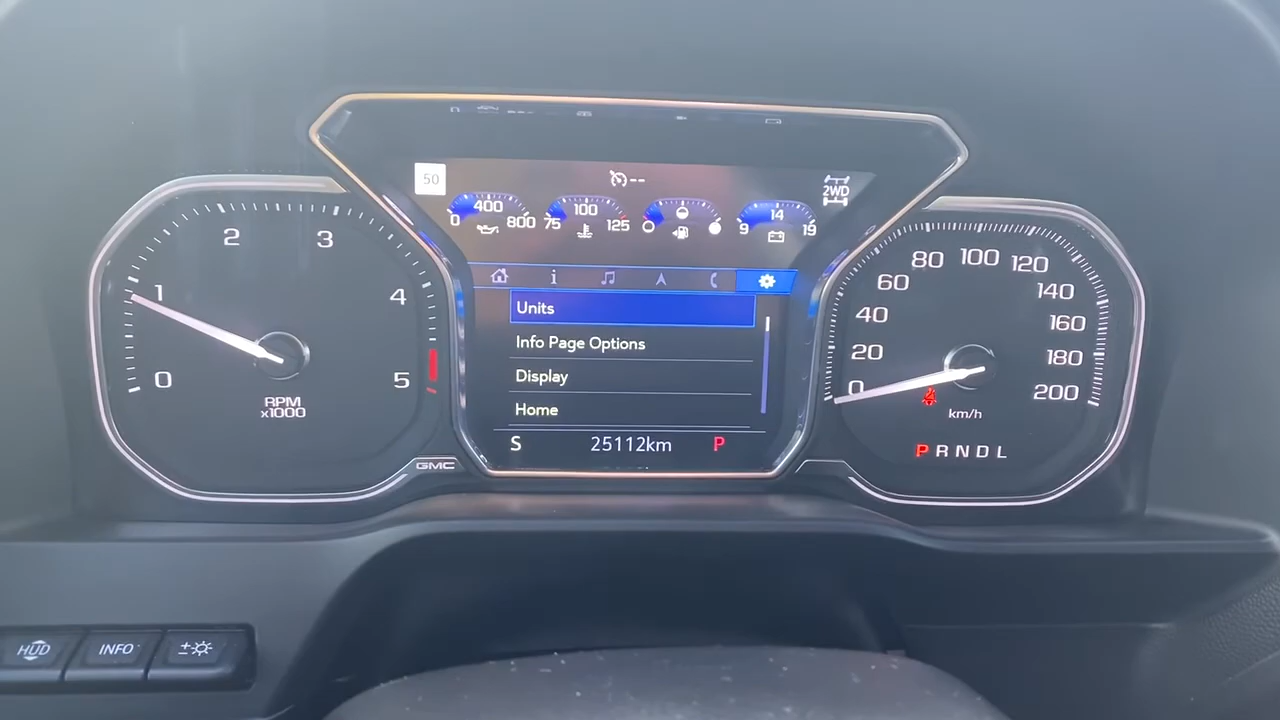 50
--
2WD
0 400 800
75 100 125
9 14 19
Units
Info Page Options
Display
Home
S 25112km P
0 1 2 3 4 5
RPM
x1000
GMC
0 20 40 60 80 100 120 140 160 180 200
km/h
P R N D L
HUD
INFO